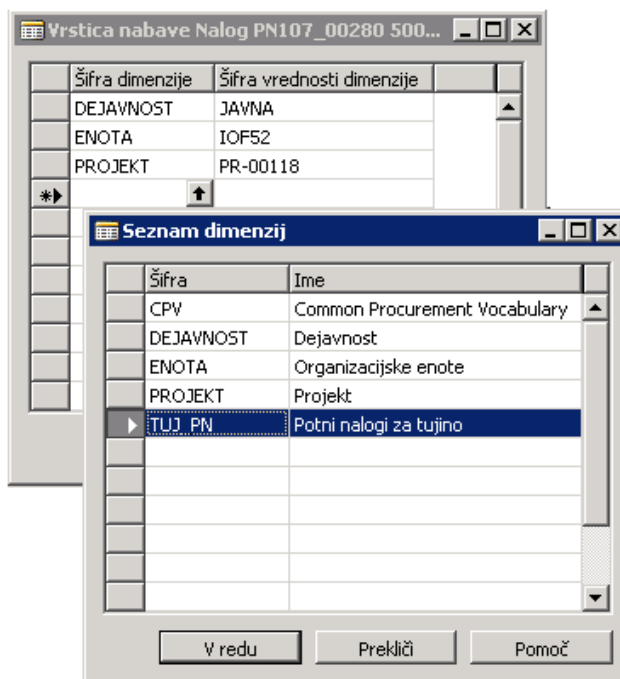 Vrstica nabave Nalog PN107_00280 500...
Šifra dimenzije Šifra vrednosti dimenzije
DEJAVNOST JAVNA
ENOTA IOF52
PROJEKT PR-00118
Seznam dimenzij
Šifra Ime
CPV Common Procurement Vocabulary
DEJAVNOST Dejavnost
ENOTA Organizacijske enote
PROJEKT Projekt
TUJ_PN Potni nalogi za tujino
V redu Prekliči Pomoč